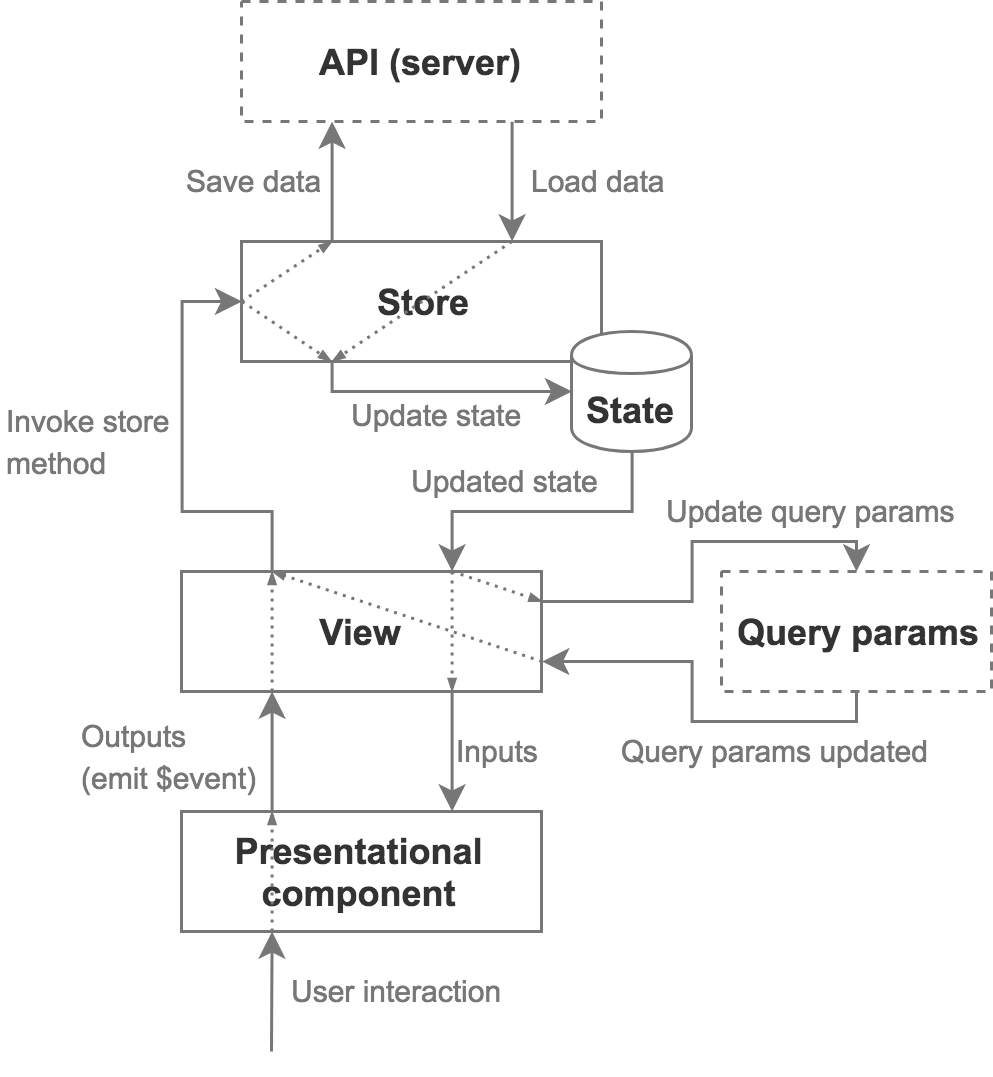 API (server)
Save data
Load data
Store
Update state
State
Invoke store
method
Updated state
Update query params
View
Query params
Outputs
(emit $event)
Inputs
Query params updated
Presentational
component
User interaction